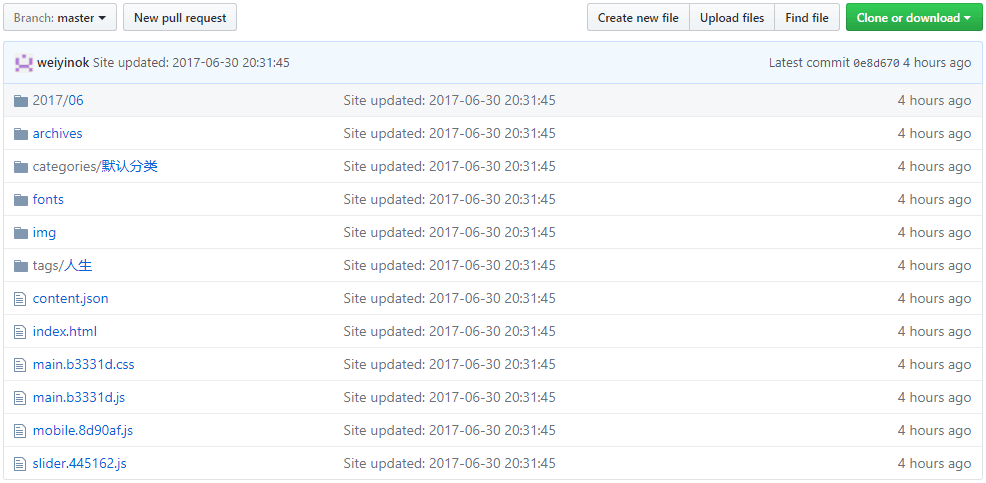 Branch: master New pull request Create new file Upload files Find file Clone or download
weiyinok Site updated: 2017-06-30 20:31:45 Latest commit 0e8d670 4 hours ago
2017/06 Site updated: 2017-06-30 20:31:45 4 hours ago
archives Site updated: 2017-06-30 20:31:45 4 hours ago
categories/默认分类 Site updated: 2017-06-30 20:31:45 4 hours ago
fonts Site updated: 2017-06-30 20:31:45 4 hours ago
img Site updated: 2017-06-30 20:31:45 4 hours ago
tags/人生 Site updated: 2017-06-30 20:31:45 4 hours ago
content.json Site updated: 2017-06-30 20:31:45 4 hours ago
index.html Site updated: 2017-06-30 20:31:45 4 hours ago
main.b3331d.css Site updated: 2017-06-30 20:31:45 4 hours ago
main.b3331d.js Site updated: 2017-06-30 20:31:45 4 hours ago
mobile.8d90af.js Site updated: 2017-06-30 20:31:45 4 hours ago
slider.445162.js Site updated: 2017-06-30 20:31:45 4 hours ago